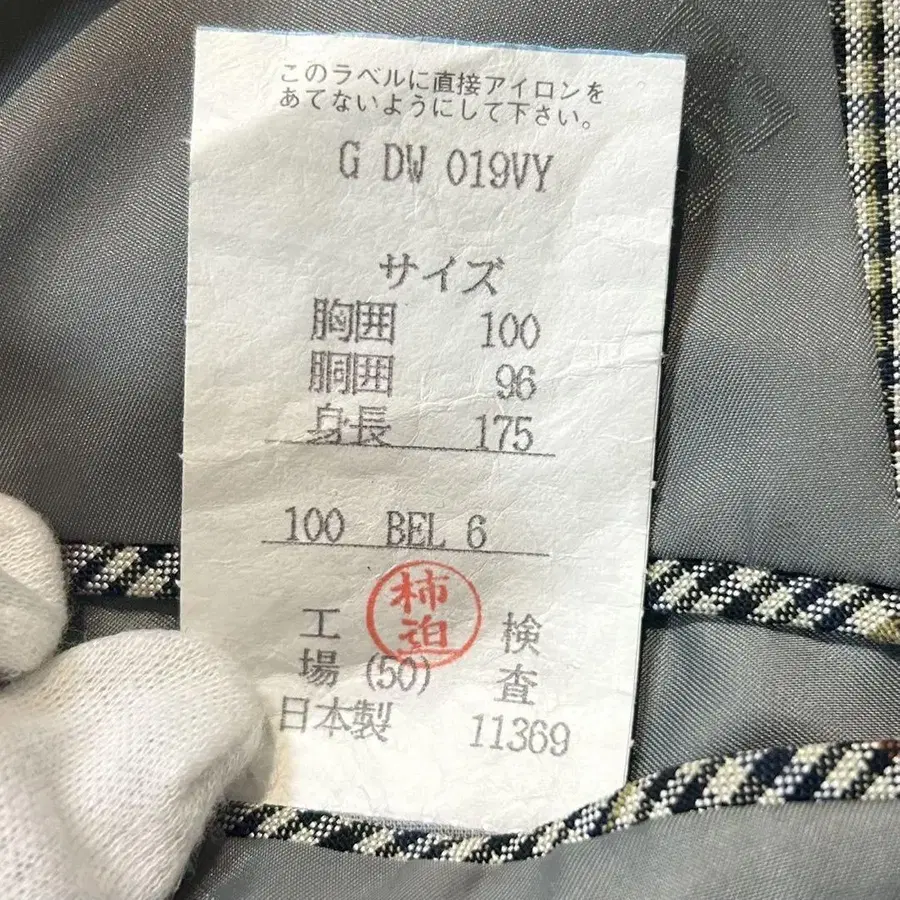 このラベルに直接アイロンを
あてないようにして下さい。
G DW 019VY
サイズ
胸囲 100
胴囲 96
身長 175
100 BEL 6
柿迫
工場 (50) 検査
日本製 11369